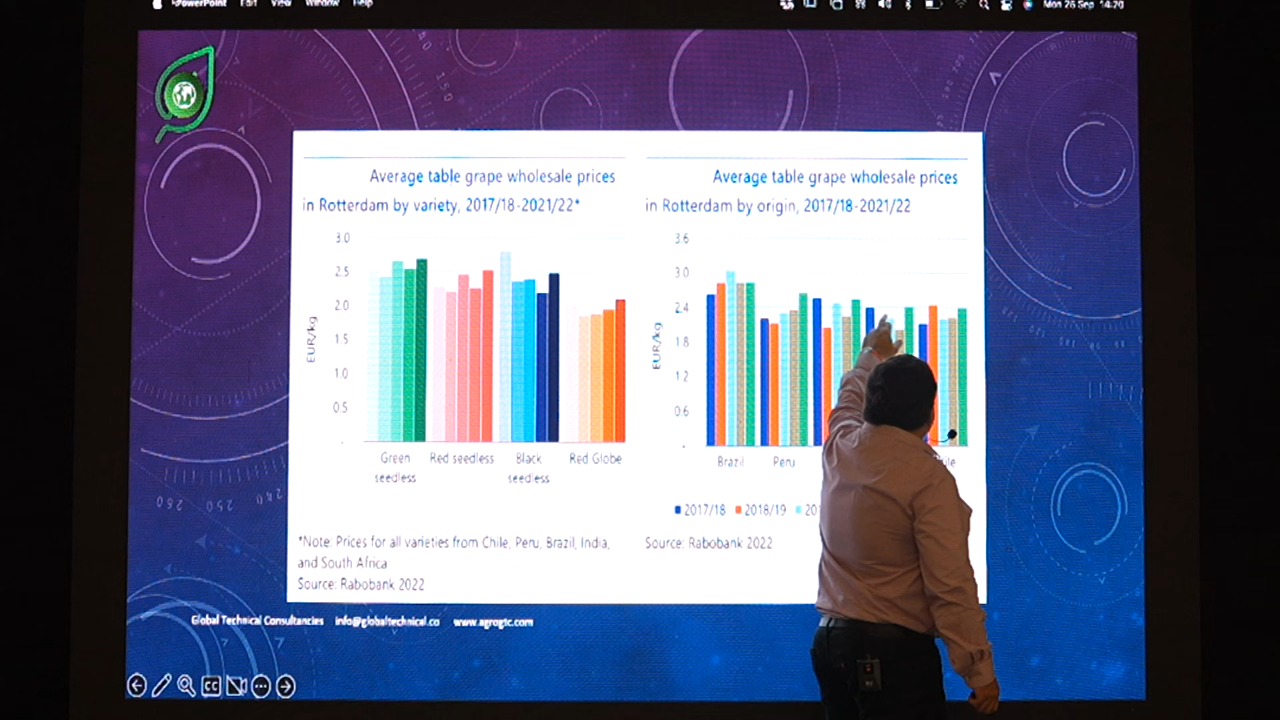 PowerPoint Edit View Window Help
Mon 26 Sep 14:20
Average table grape wholesale prices
in Rotterdam by variety, 2017/18-2021/22*
3.0
2.5
2.0
1.5
1.0
0.5
-
EUR/kg
Green
seedless
Red seedless
Black
seedless
Red Globe
*Note: Prices for all varieties from Chile, Peru, Brazil, India,
and South Africa
Source: Rabobank 2022
Average table grape wholesale prices
in Rotterdam by origin, 2017/18-2021/22
3.6
3.0
2.4
1.8
1.2
0.6
-
EUR/kg
Brazil Peru
2017/18 2018/19
Source: Rabobank 2022
Global Technical Consultancies info@globaltechnical.co www.agrogtc.com
CC